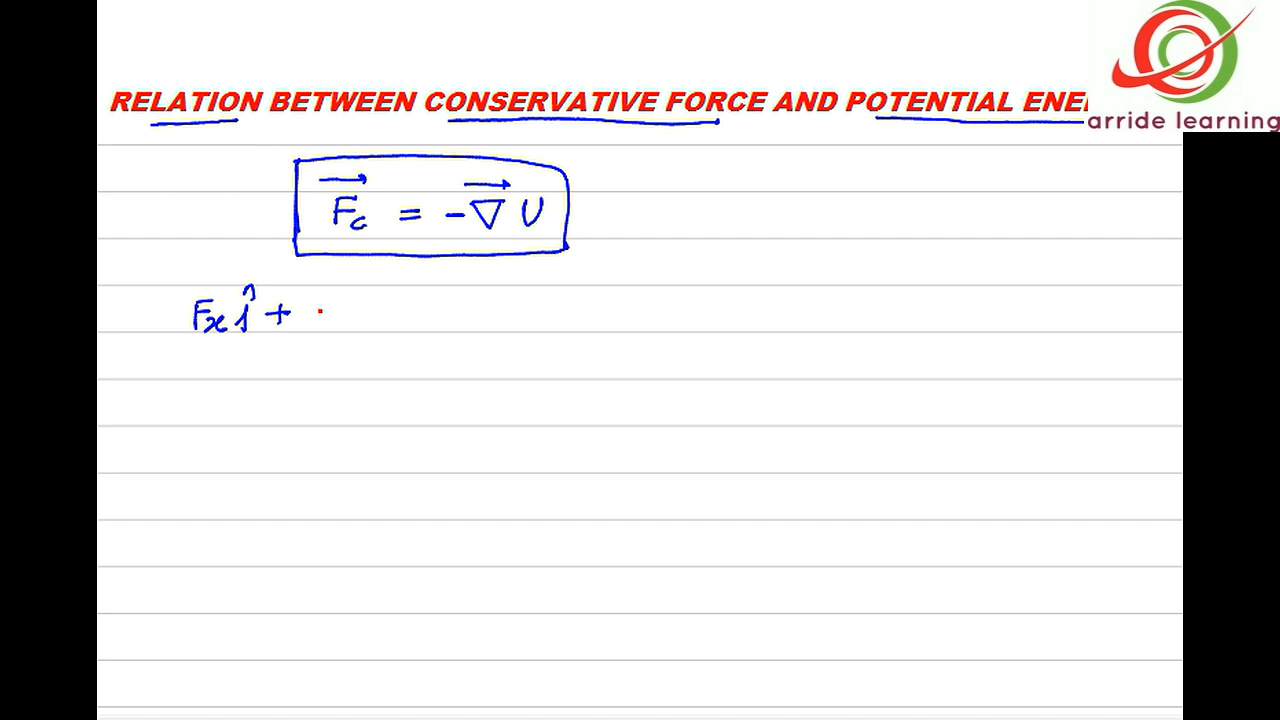 RELATION BETWEEN CONSERVATIVE FORCE AND POTENTIAL ENE
arride learning
F⃗c = -∇⃗ U
Fx î +